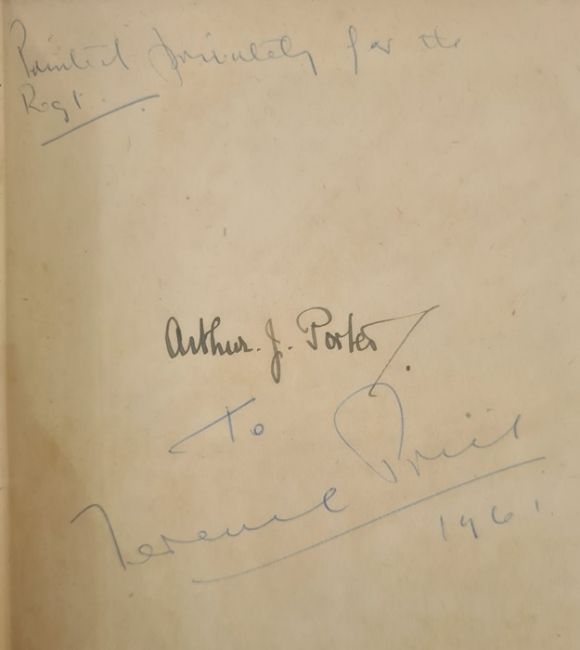 Printed privately for the
Regt.
Arthur. J. Porter.
To
Terence
1961.